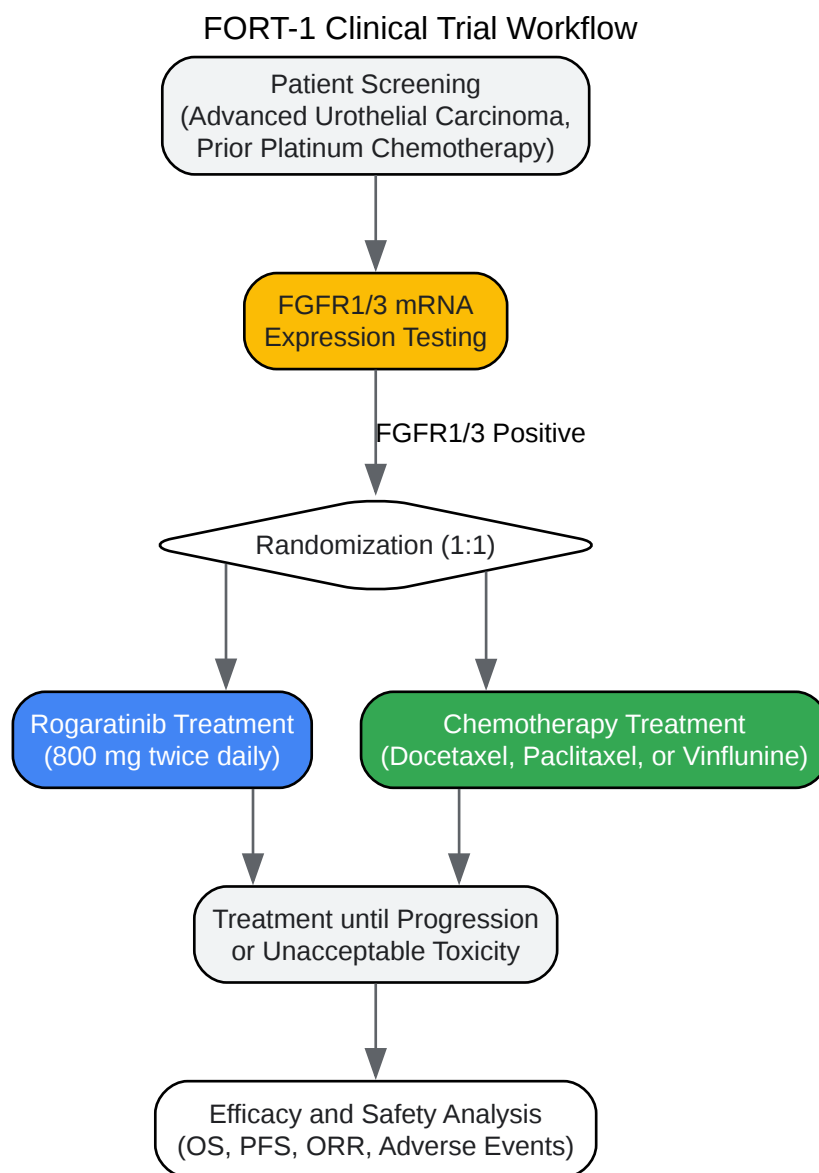 FORT-1 Clinical Trial Workflow
Patient Screening
(Advanced Urothelial Carcinoma,
Prior Platinum Chemotherapy)
FGFR1/3 mRNA
Expression Testing
FGFR1/3 Positive
Randomization (1:1)
Rogaratinib Treatment
(800 mg twice daily)
Chemotherapy Treatment
(Docetaxel, Paclitaxel, or Vinflunine)
Treatment until Progression
or Unacceptable Toxicity
Efficacy and Safety Analysis
(OS, PFS, ORR, Adverse Events)